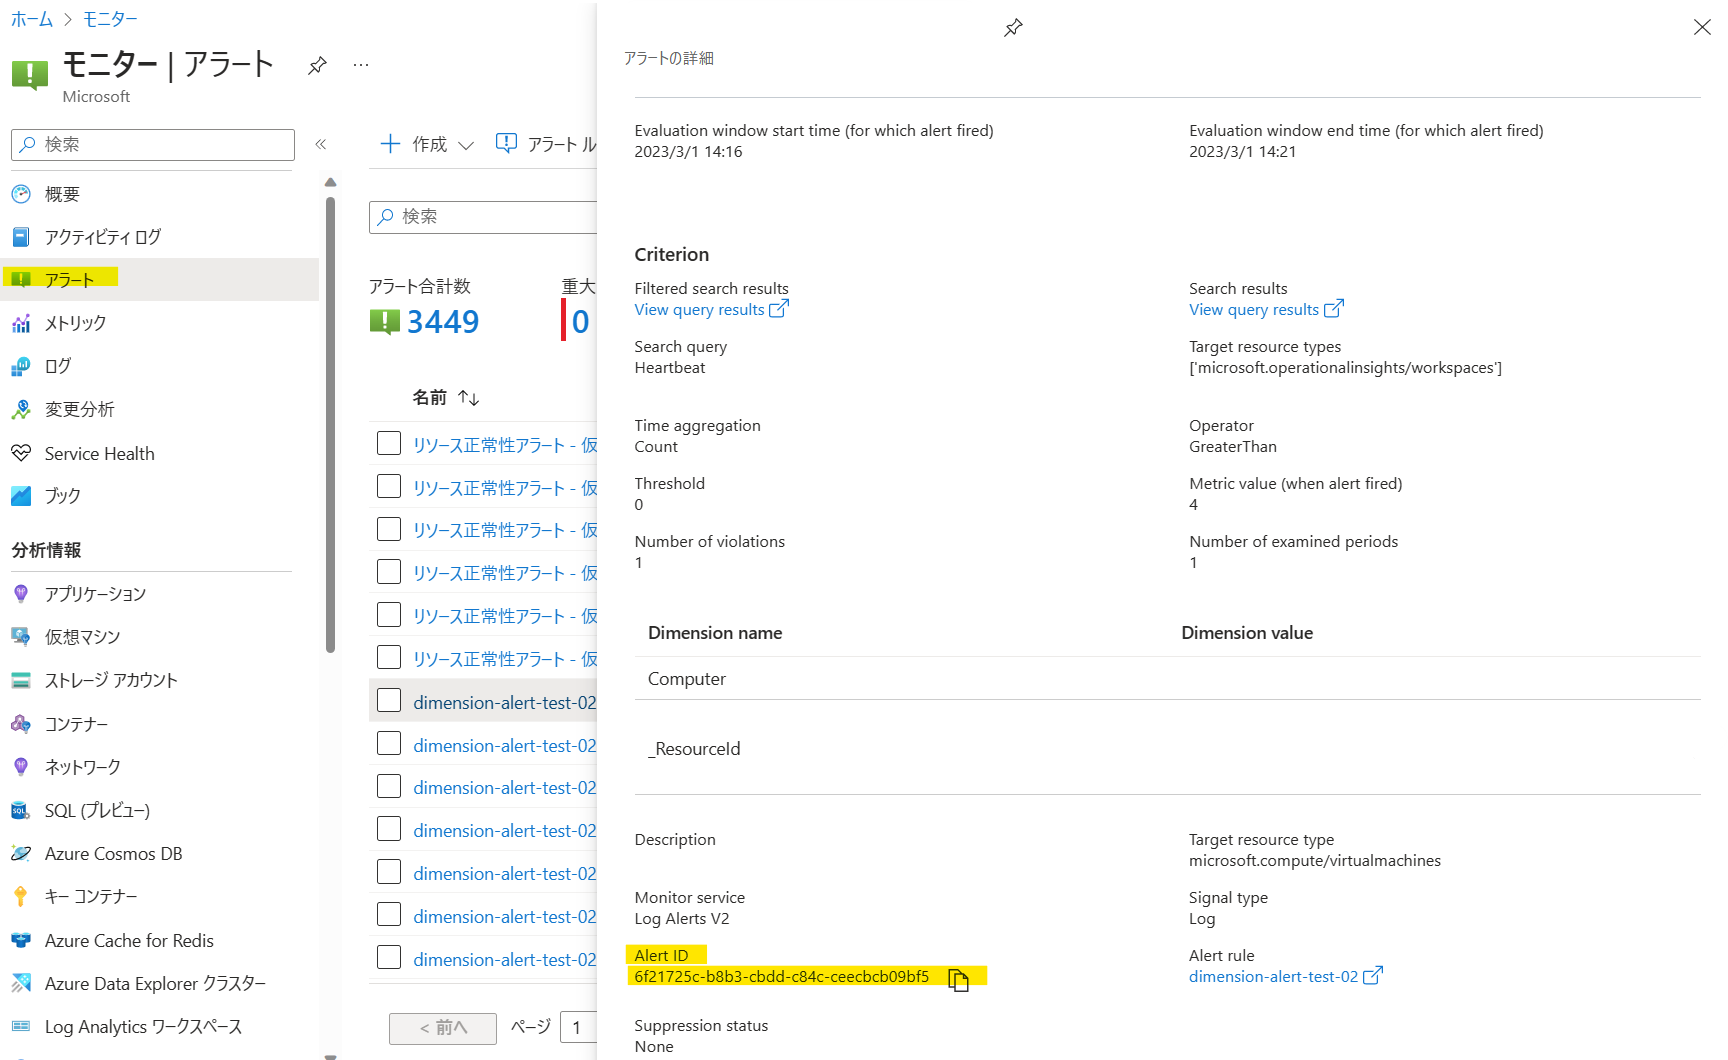 ホーム > モニター
モニター | アラート
Microsoft
検索
概要
アクティビティ ログ
アラート
メトリック
ログ
変更分析
Service Health
ブック
分析情報
アプリケーション
仮想マシン
ストレージ アカウント
コンテナー
ネットワーク
SQL (プレビュー)
Azure Cosmos DB
キー コンテナー
Azure Cache for Redis
Azure Data Explorer クラスター
Log Analytics ワークスペース
作成
アラート ル
検索
アラート合計数
重大
3449
0
名前
リソース正常性アラート - 仮
リソース正常性アラート - 仮
リソース正常性アラート - 仮
リソース正常性アラート - 仮
リソース正常性アラート - 仮
リソース正常性アラート - 仮
dimension-alert-test-02
dimension-alert-test-02
dimension-alert-test-02
dimension-alert-test-02
dimension-alert-test-02
dimension-alert-test-02
dimension-alert-test-02
< 前へ
ページ
1
アラートの詳細
Evaluation window start time (for which alert fired)
2023/3/1 14:16
Evaluation window end time (for which alert fired)
2023/3/1 14:21
Criterion
Filtered search results
View query results
Search results
View query results
Search query
Heartbeat
Target resource types
['microsoft.operationalinsights/workspaces']
Time aggregation
Count
Operator
GreaterThan
Threshold
0
Metric value (when alert fired)
4
Number of violations
1
Number of examined periods
1
Dimension name
Dimension value
Computer
_ResourceId
Description
Target resource type
microsoft.compute/virtualmachines
Monitor service
Log Alerts V2
Signal type
Log
Alert ID
6f21725c-b8b3-cbdd-c84c-ceecbcb09bf5
Alert rule
dimension-alert-test-02
Suppression status
None